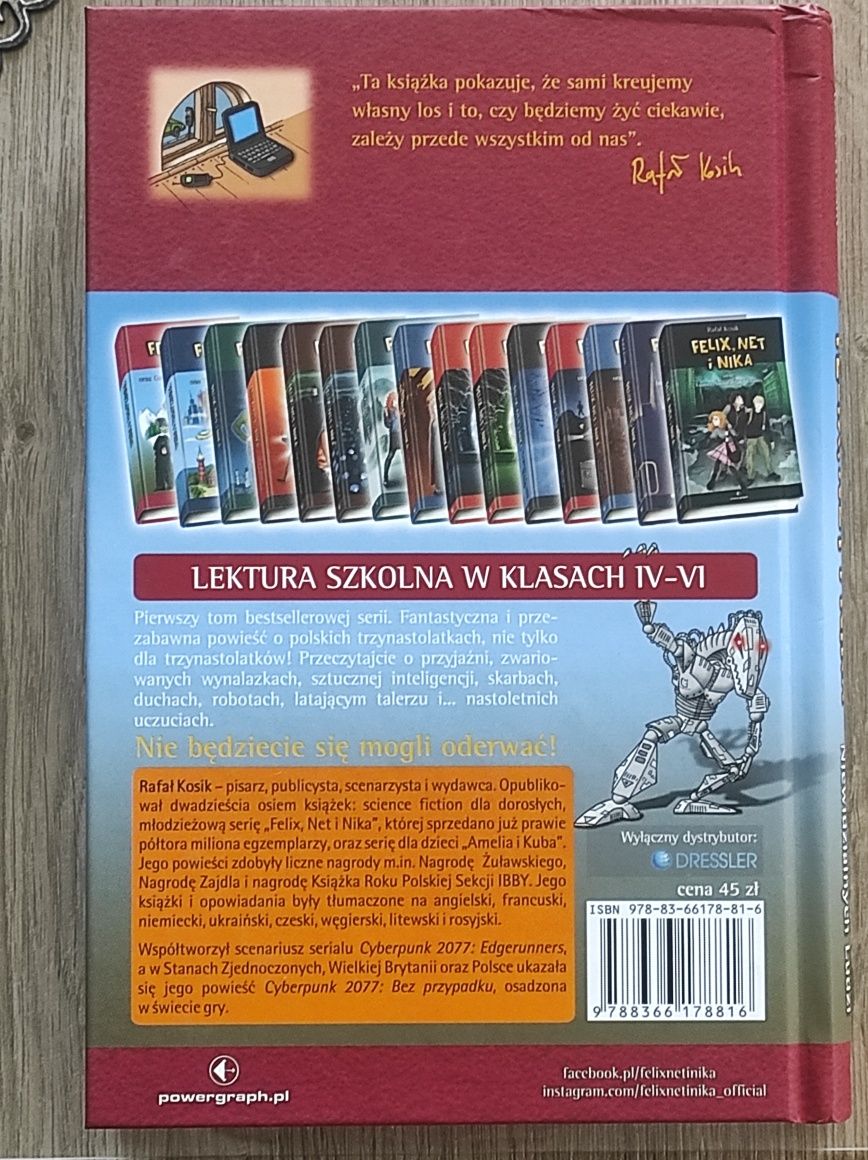 „Ta książka pokazuje, że sami kreujemy
własny los i to, czy będziemy żyć ciekawie,
zależy przede wszystkim od nas”.
Rafał Kosik
Rafał Kosik
FELIX, NET
i NIKA
powergraph
LEKTURA SZKOLNA W KLASACH IV–VI
Pierwszy tom bestsellerowej serii. Fantastyczna i prze-
zabawna powieść o polskich trzynastolatkach, nie tylko
dla trzynastolatków! Przeczytajcie o przyjaźni, zwario-
wanych wynalazkach, sztucznej inteligencji, skarbach,
duchach, robotach, latającym talerzu i... nastoletnich
uczuciach.
Nie będziecie się mogli oderwać!
Rafał Kosik – pisarz, publicysta, scenarzysta i wydawca. Opubliko-
wał dwadzieścia osiem książek: science fiction dla dorosłych,
młodzieżową serię „Felix, Net i Nika”, której sprzedano już prawie
półtora miliona egzemplarzy, oraz serię dla dzieci „Amelia i Kuba”.
Jego powieści zdobyły liczne nagrody m.in. Nagrodę Żuławskiego,
Nagrodę Zajdla i nagrodę Książka Roku Polskiej Sekcji IBBY. Jego
książki i opowiadania były tłumaczone na angielski, francuski,
niemiecki, ukraiński, czeski, węgierski, litewski i rosyjski.
Współtworzył scenariusz serialu Cyberpunk 2077: Edgerunners,
a w Stanach Zjednoczonych, Wielkiej Brytanii oraz Polsce ukazała
się jego powieść Cyberpunk 2077: Bez przypadku, osadzona
w świecie gry.
Wyłączny dystrybutor:
DRESSLER
cena 45 zł
ISBN 978-83-66178-81-6
9 788366 178816
powergraph.pl
facebook.pl/felixnetinika
instagram.com/felixnetinika_official
Niewidzialnych Ludzi